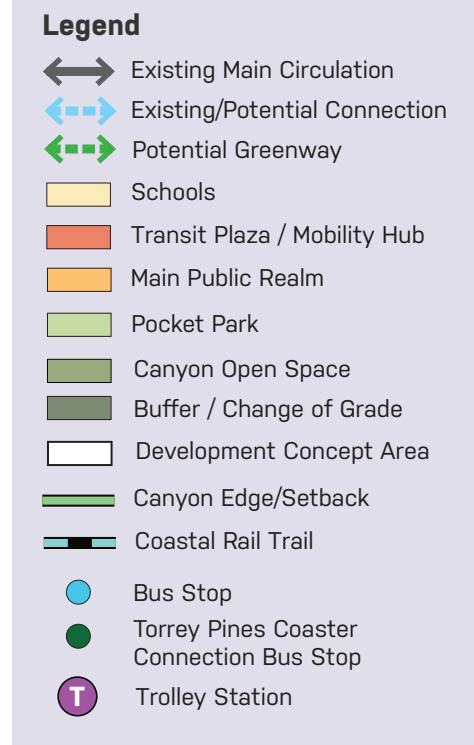 Legend
Existing Main Circulation
Existing/Potential Connection
Potential Greenway
Schools
Transit Plaza / Mobility Hub
Main Public Realm
Pocket Park
Canyon Open Space
Buffer / Change of Grade
Development Concept Area
Canyon Edge/Setback
Coastal Rail Trail
Bus Stop
Torrey Pines Coaster
Connection Bus Stop
T Trolley Station